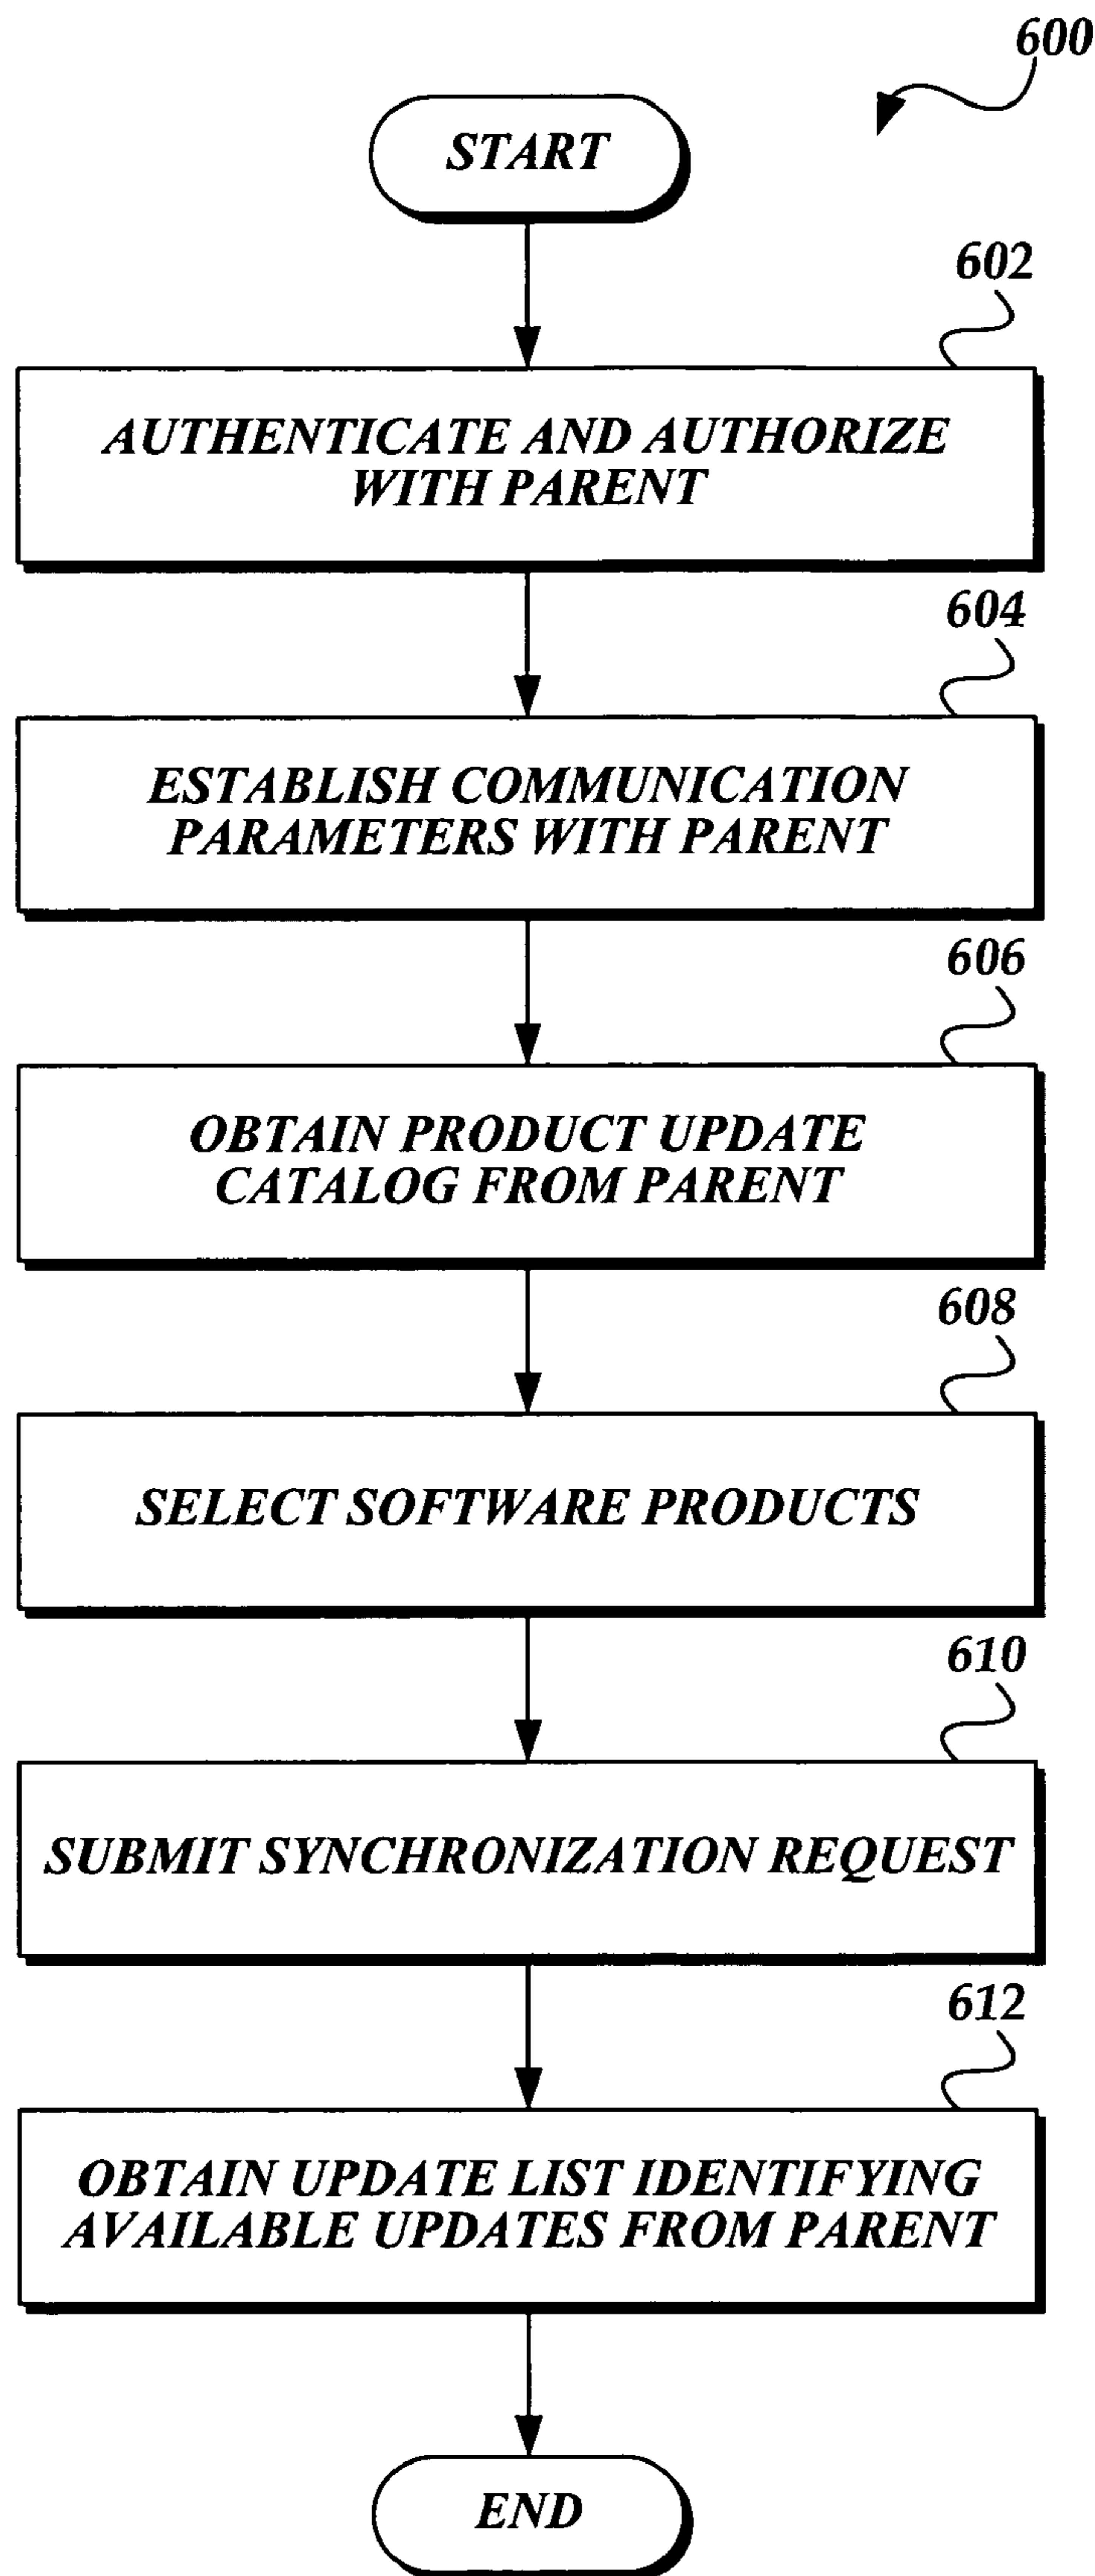 600
START
602
AUTHENTICATE AND AUTHORIZE
WITH PARENT
604
ESTABLISH COMMUNICATION
PARAMETERS WITH PARENT
606
OBTAIN PRODUCT UPDATE
CATALOG FROM PARENT
608
SELECT SOFTWARE PRODUCTS
610
SUBMIT SYNCHRONIZATION REQUEST
612
OBTAIN UPDATE LIST IDENTIFYING
AVAILABLE UPDATES FROM PARENT
END